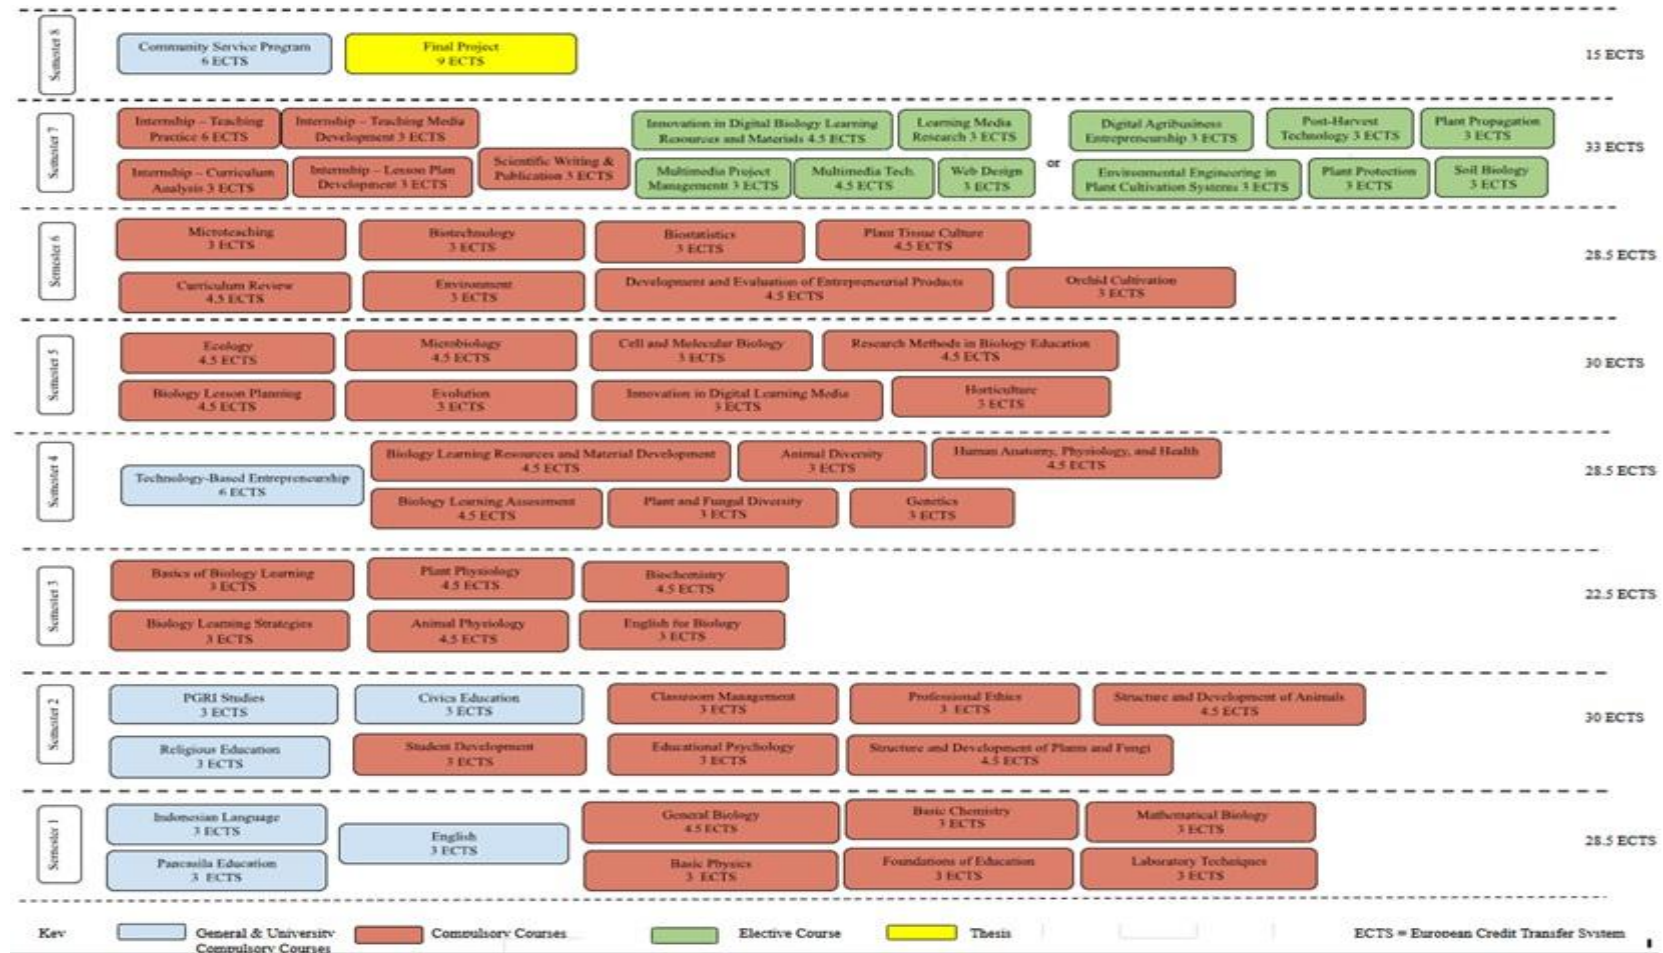 Semester 8
Community Service Program
6 ECTS
Final Project
9 ECTS
15 ECTS
Semester 7
Internship – Teaching
Practice 6 ECTS
Internship – Teaching Media
Development 3 ECTS
Internship – Curriculum
Analysis 3 ECTS
Internship – Lesson Plan
Development 3 ECTS
Scientific Writing &
Publication 3 ECTS
Innovation in Digital Biology Learning
Resources and Materials 4.5 ECTS
Learning Media
Research 3 ECTS
Multimedia Project
Management 3 ECTS
Multimedia Tech.
4.5 ECTS
Web Design
3 ECTS
or
Digital Agribusiness
Entrepreneurship 3 ECTS
Post-Harvest
Technology 3 ECTS
Plant Propagation
3 ECTS
Environmental Engineering in
Plant Cultivation Systems 3 ECTS
Plant Protection
3 ECTS
Soil Biology
3 ECTS
33 ECTS
Semester 6
Microteaching
3 ECTS
Biotechnology
3 ECTS
Biostatistics
3 ECTS
Plant Tissue Culture
4.5 ECTS
Curriculum Review
4.5 ECTS
Environment
3 ECTS
Development and Evaluation of Entrepreneurial Products
4.5 ECTS
Orchid Cultivation
3 ECTS
28.5 ECTS
Semester 5
Ecology
4.5 ECTS
Microbiology
4.5 ECTS
Cell and Molecular Biology
3 ECTS
Research Methods in Biology Education
4.5 ECTS
Biology Lesson Planning
4.5 ECTS
Evolution
3 ECTS
Innovation in Digital Learning Media
3 ECTS
Horticulture
3 ECTS
30 ECTS
Semester 4
Technology-Based Entrepreneurship
6 ECTS
Biology Learning Resources and Material Development
4.5 ECTS
Animal Diversity
3 ECTS
Human Anatomy, Physiology, and Health
4.5 ECTS
Biology Learning Assessment
4.5 ECTS
Plant and Fungal Diversity
3 ECTS
Genetics
3 ECTS
28.5 ECTS
Semester 3
Basics of Biology Learning
3 ECTS
Plant Physiology
4.5 ECTS
Biochemistry
4.5 ECTS
Biology Learning Strategies
3 ECTS
Animal Physiology
4.5 ECTS
English for Biology
3 ECTS
22.5 ECTS
Semester 2
PGRI Studies
3 ECTS
Civics Education
3 ECTS
Classroom Management
3 ECTS
Professional Ethics
3 ECTS
Structure and Development of Animals
4.5 ECTS
Religious Education
3 ECTS
Student Development
3 ECTS
Educational Psychology
3 ECTS
Structure and Development of Plants and Fungi
4.5 ECTS
30 ECTS
Semester 1
Indonesian Language
3 ECTS
English
3 ECTS
General Biology
4.5 ECTS
Basic Chemistry
3 ECTS
Mathematical Biology
3 ECTS
Pancasila Education
3 ECTS
Basic Physics
3 ECTS
Foundations of Education
3 ECTS
Laboratory Techniques
3 ECTS
28.5 ECTS
Key
General & University
Compulsory Courses
Compulsory Courses
Elective Course
Thesis
ECTS = European Credit Transfer System